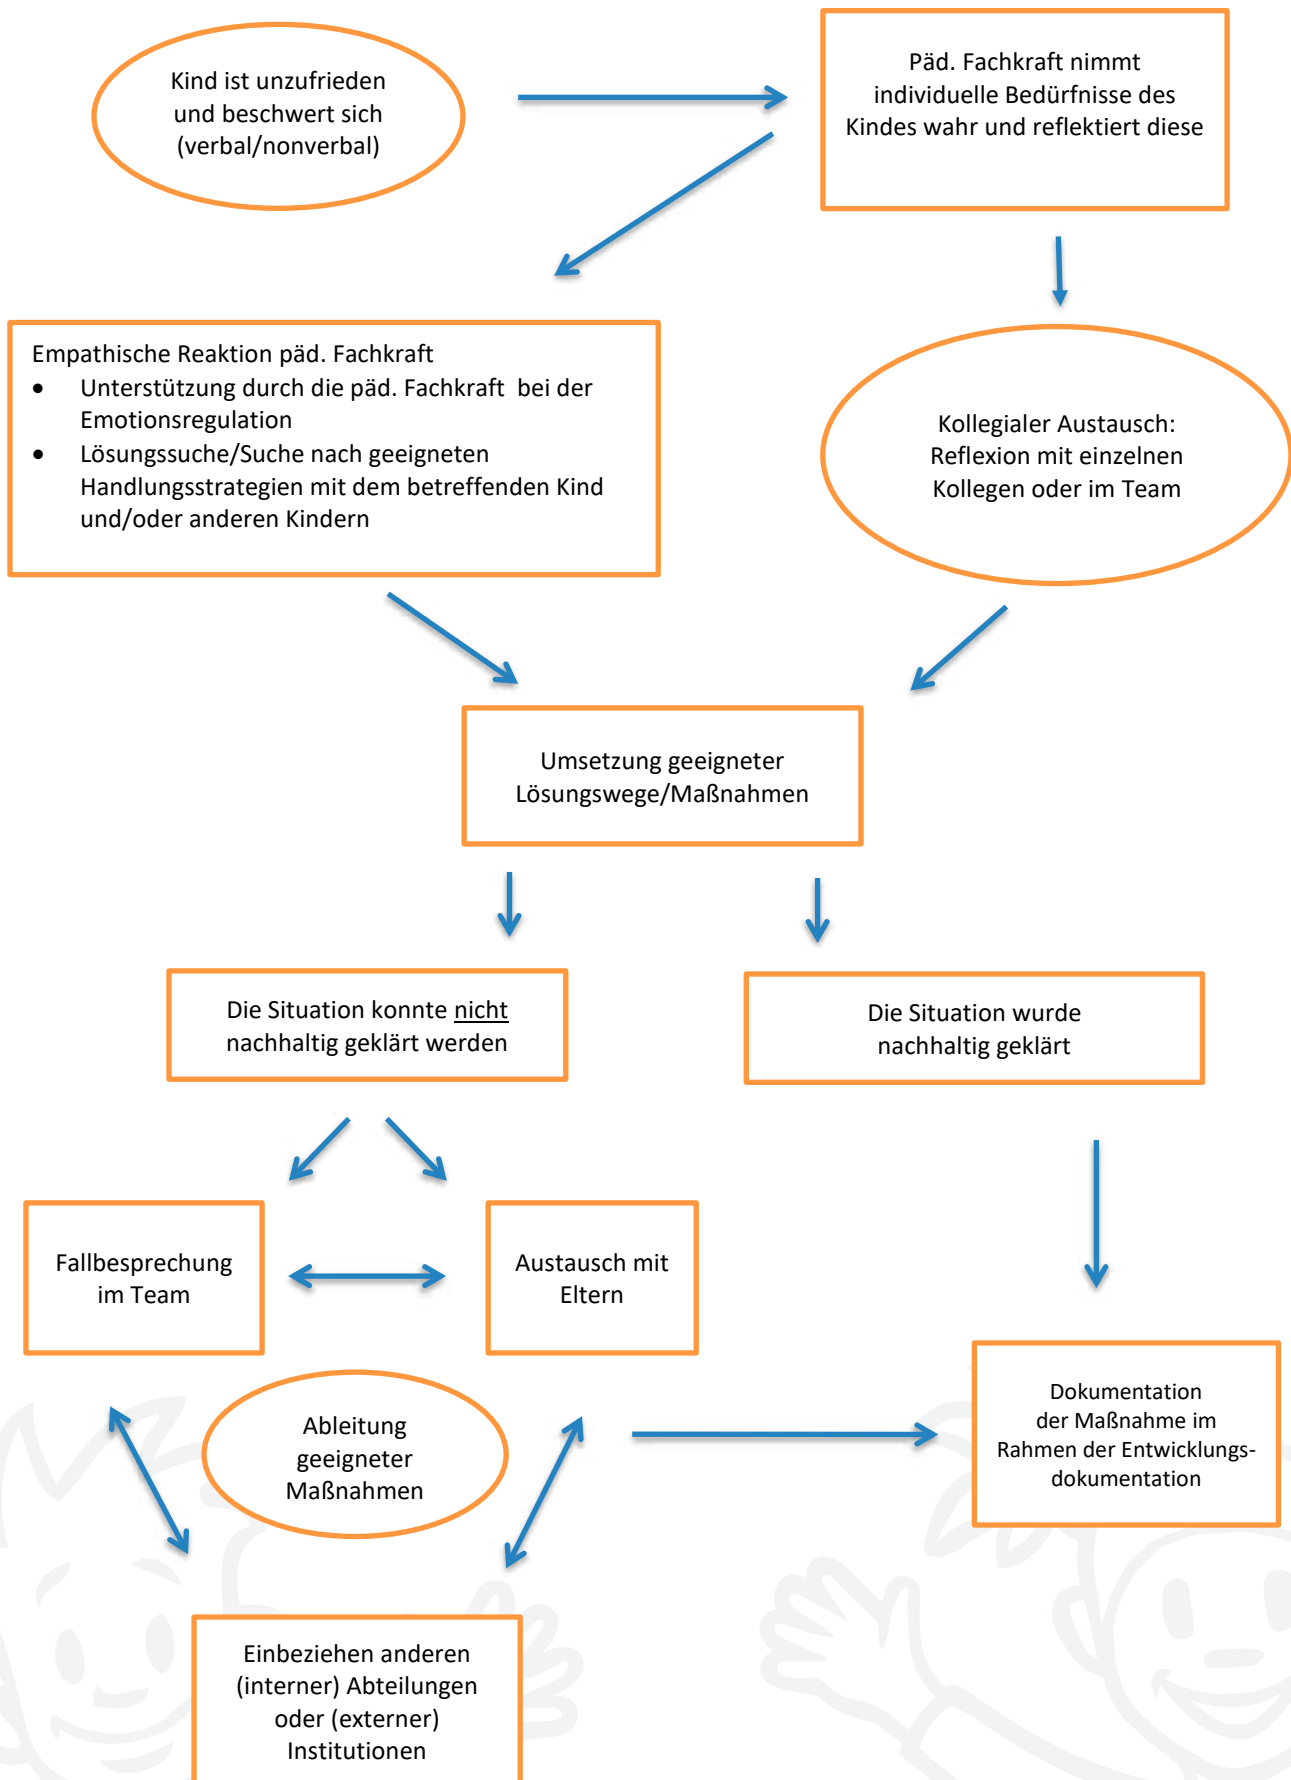 Kind ist unzufrieden
und beschwert sich
(verbal/nonverbal)
Päd. Fachkraft nimmt
individuelle Bedürfnisse des
Kindes wahr und reflektiert diese
Empathische Reaktion päd. Fachkraft
• Unterstützung durch die päd. Fachkraft bei der
Emotionsregulation
• Lösungssuche/Suche nach geeigneten
Handlungsstrategien mit dem betreffenden Kind
und/oder anderen Kindern
Kollegialer Austausch:
Reflexion mit einzelnen
Kollegen oder im Team
Umsetzung geeigneter
Lösungswege/Maßnahmen
Die Situation konnte nicht
nachhaltig geklärt werden
Die Situation wurde
nachhaltig geklärt
Fallbesprechung
im Team
Austausch mit
Eltern
Ableitung
geeigneter
Maßnahmen
Dokumentation
der Maßnahme im
Rahmen der Entwicklungs-
dokumentation
Einbeziehen anderen
(interner) Abteilungen
oder (externer)
Institutionen